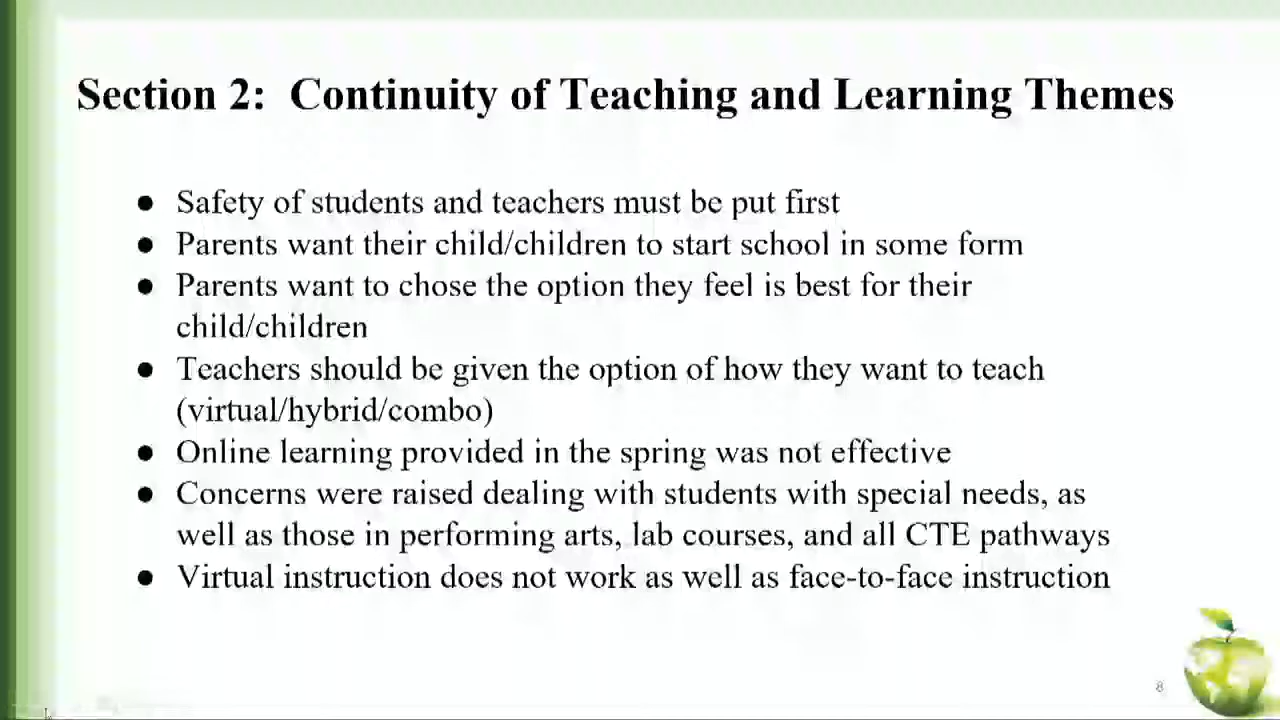 Section 2: Continuity of Teaching and Learning Themes
● Safety of students and teachers must be put first
● Parents want their child/children to start school in some form
● Parents want to chose the option they feel is best for their
child/children
● Teachers should be given the option of how they want to teach
(virtual/hybrid/combo)
● Online learning provided in the spring was not effective
● Concerns were raised dealing with students with special needs, as
well as those in performing arts, lab courses, and all CTE pathways
● Virtual instruction does not work as well as face-to-face instruction
8